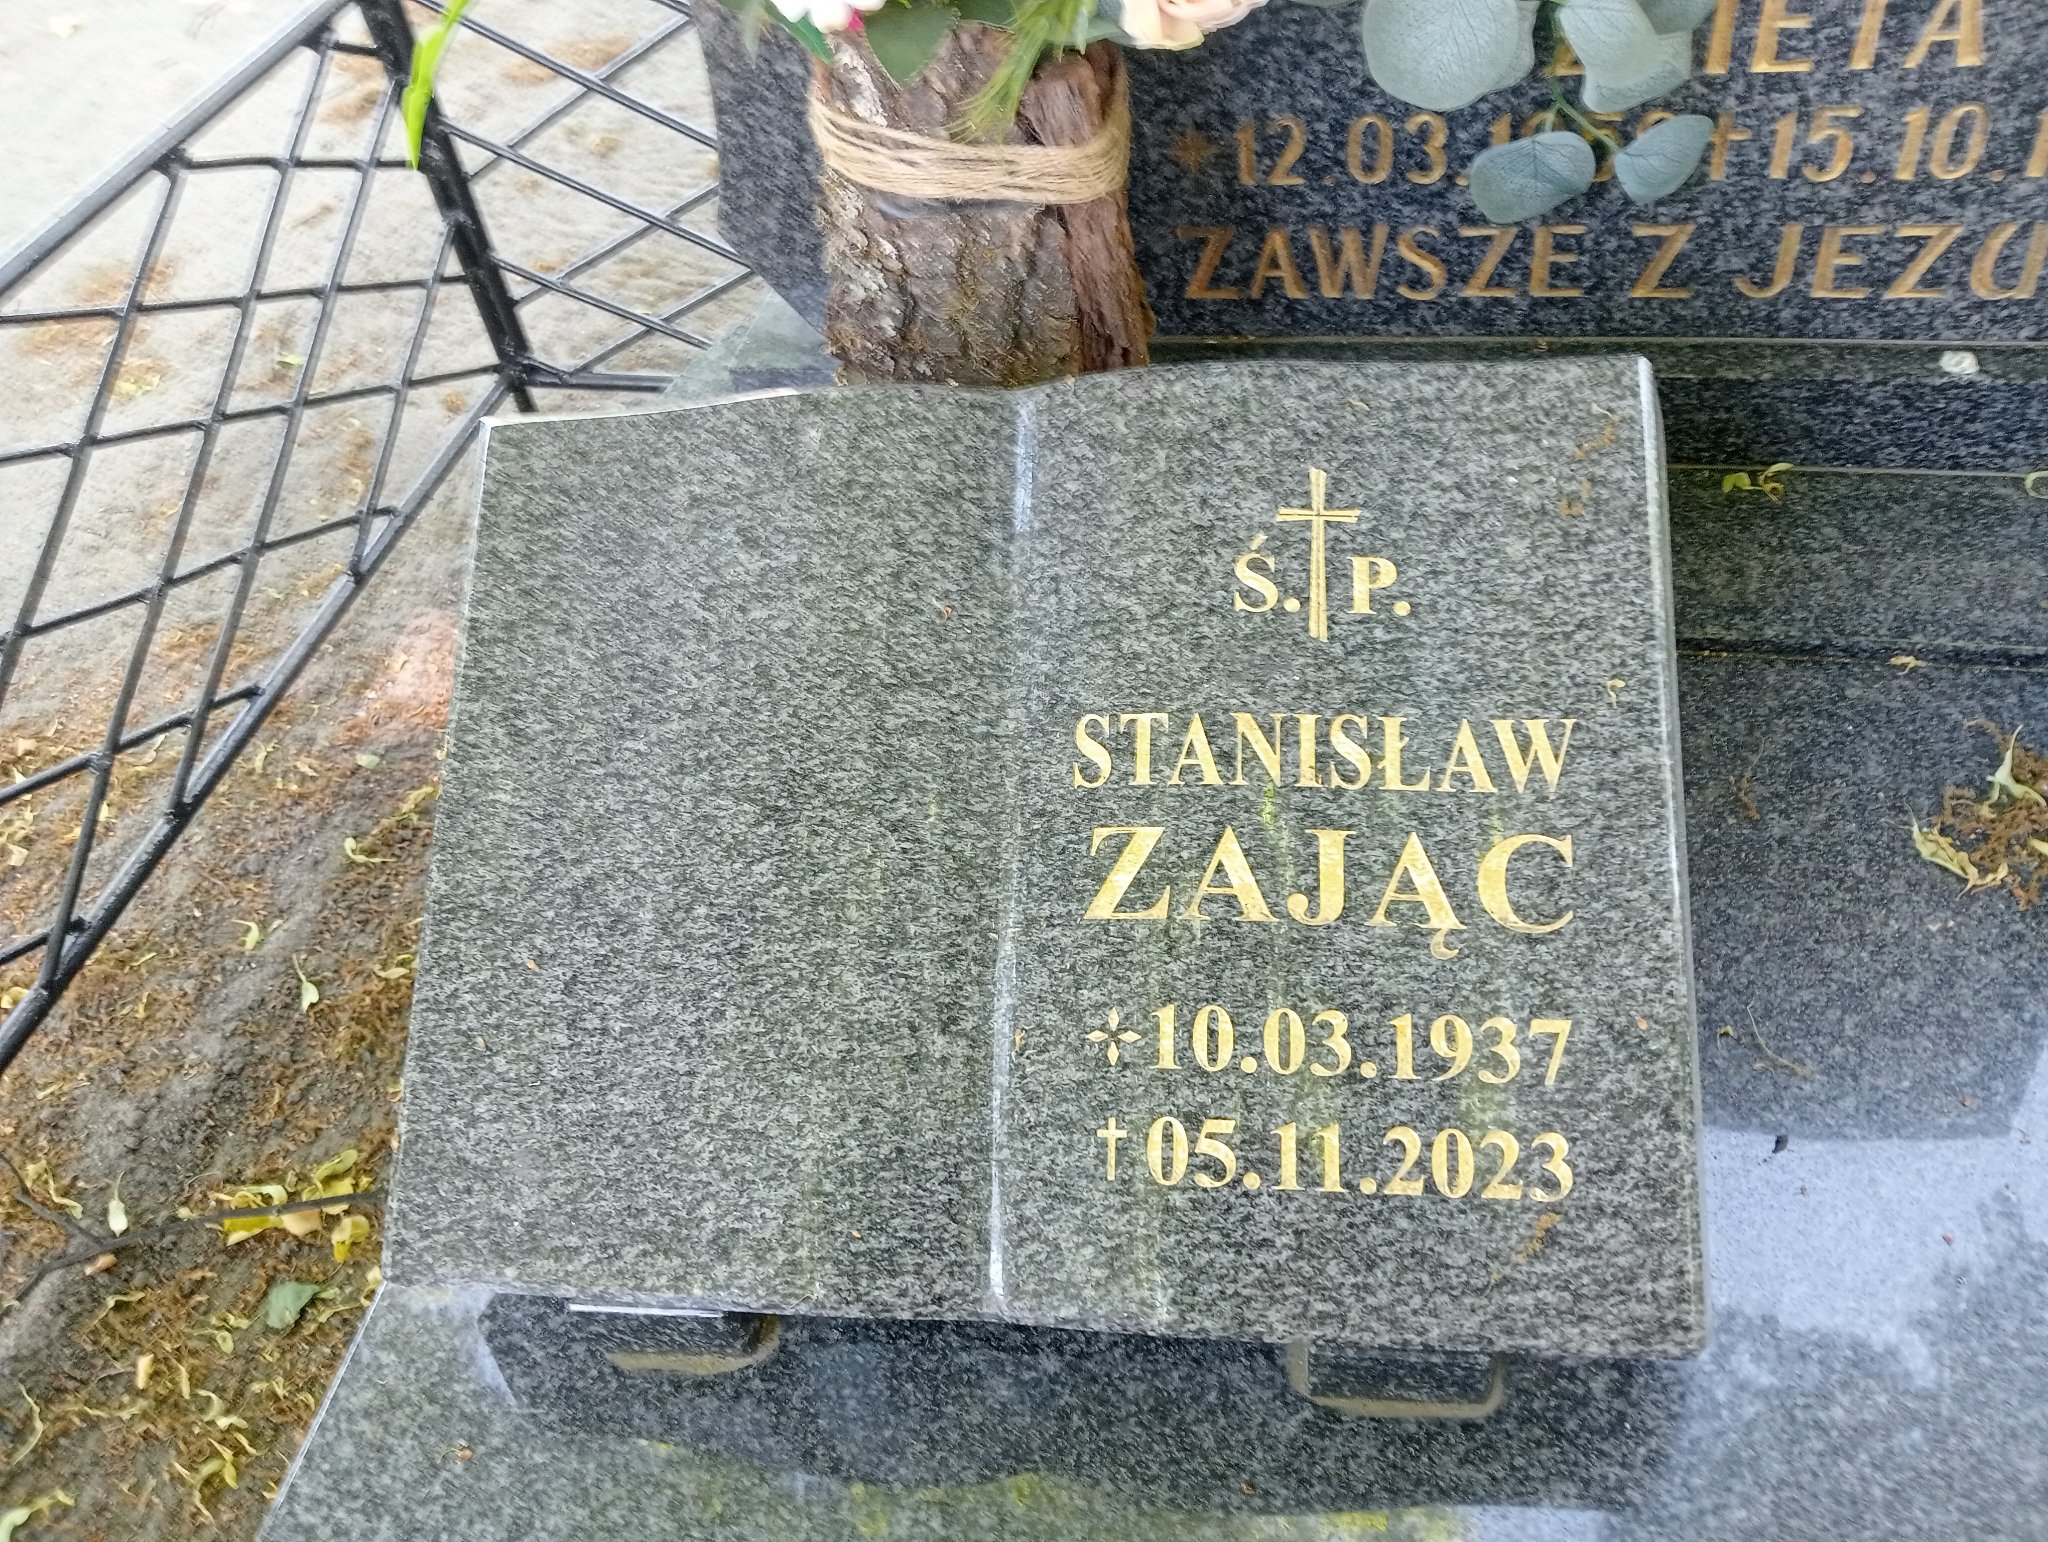 12.03. 15.10.
ZAWSZE Z
Ś. P.
STANISŁAW
ZAJĄC
10.03.1937
05.11.2023